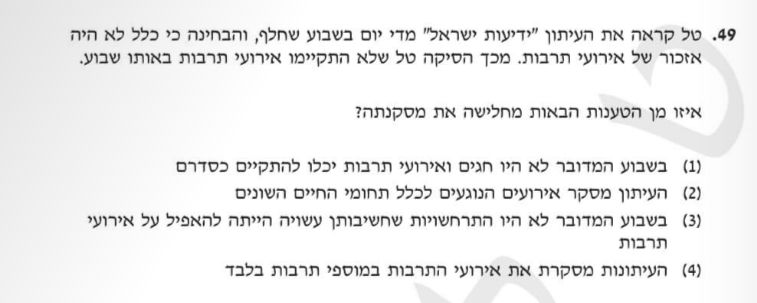 49. טל קראה את העיתון "ידיעות ישראל" מדי יום בשבוע שחלף, והבחינה כי כלל לא היה
אזכור של אירועי תרבות. מכך הסיקה טל שלא התקיימו אירועי תרבות באותו שבוע.
איזו מן הטענות הבאות מחלישה את מסקנתה?
(1) בשבוע המדובר לא היו חגים ואירועי תרבות יכלו להתקיים כסדרם
(2) העיתון מסקר אירועים הנוגעים לכלל תחומי החיים השונים
(3) בשבוע המדובר לא היו התרחשויות שחשיבותן עשויה הייתה להאפיל על אירועי
תרבות
(4) העיתונות מסקרת את אירועי התרבות במוספי תרבות בלבד